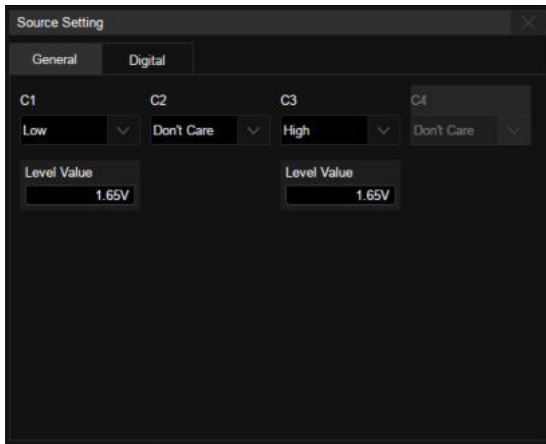 Source Setting
General Digital
C1 C2 C3 C4
Low Don't Care High Don't Care
Level Value Level Value
1.65V 1.65V